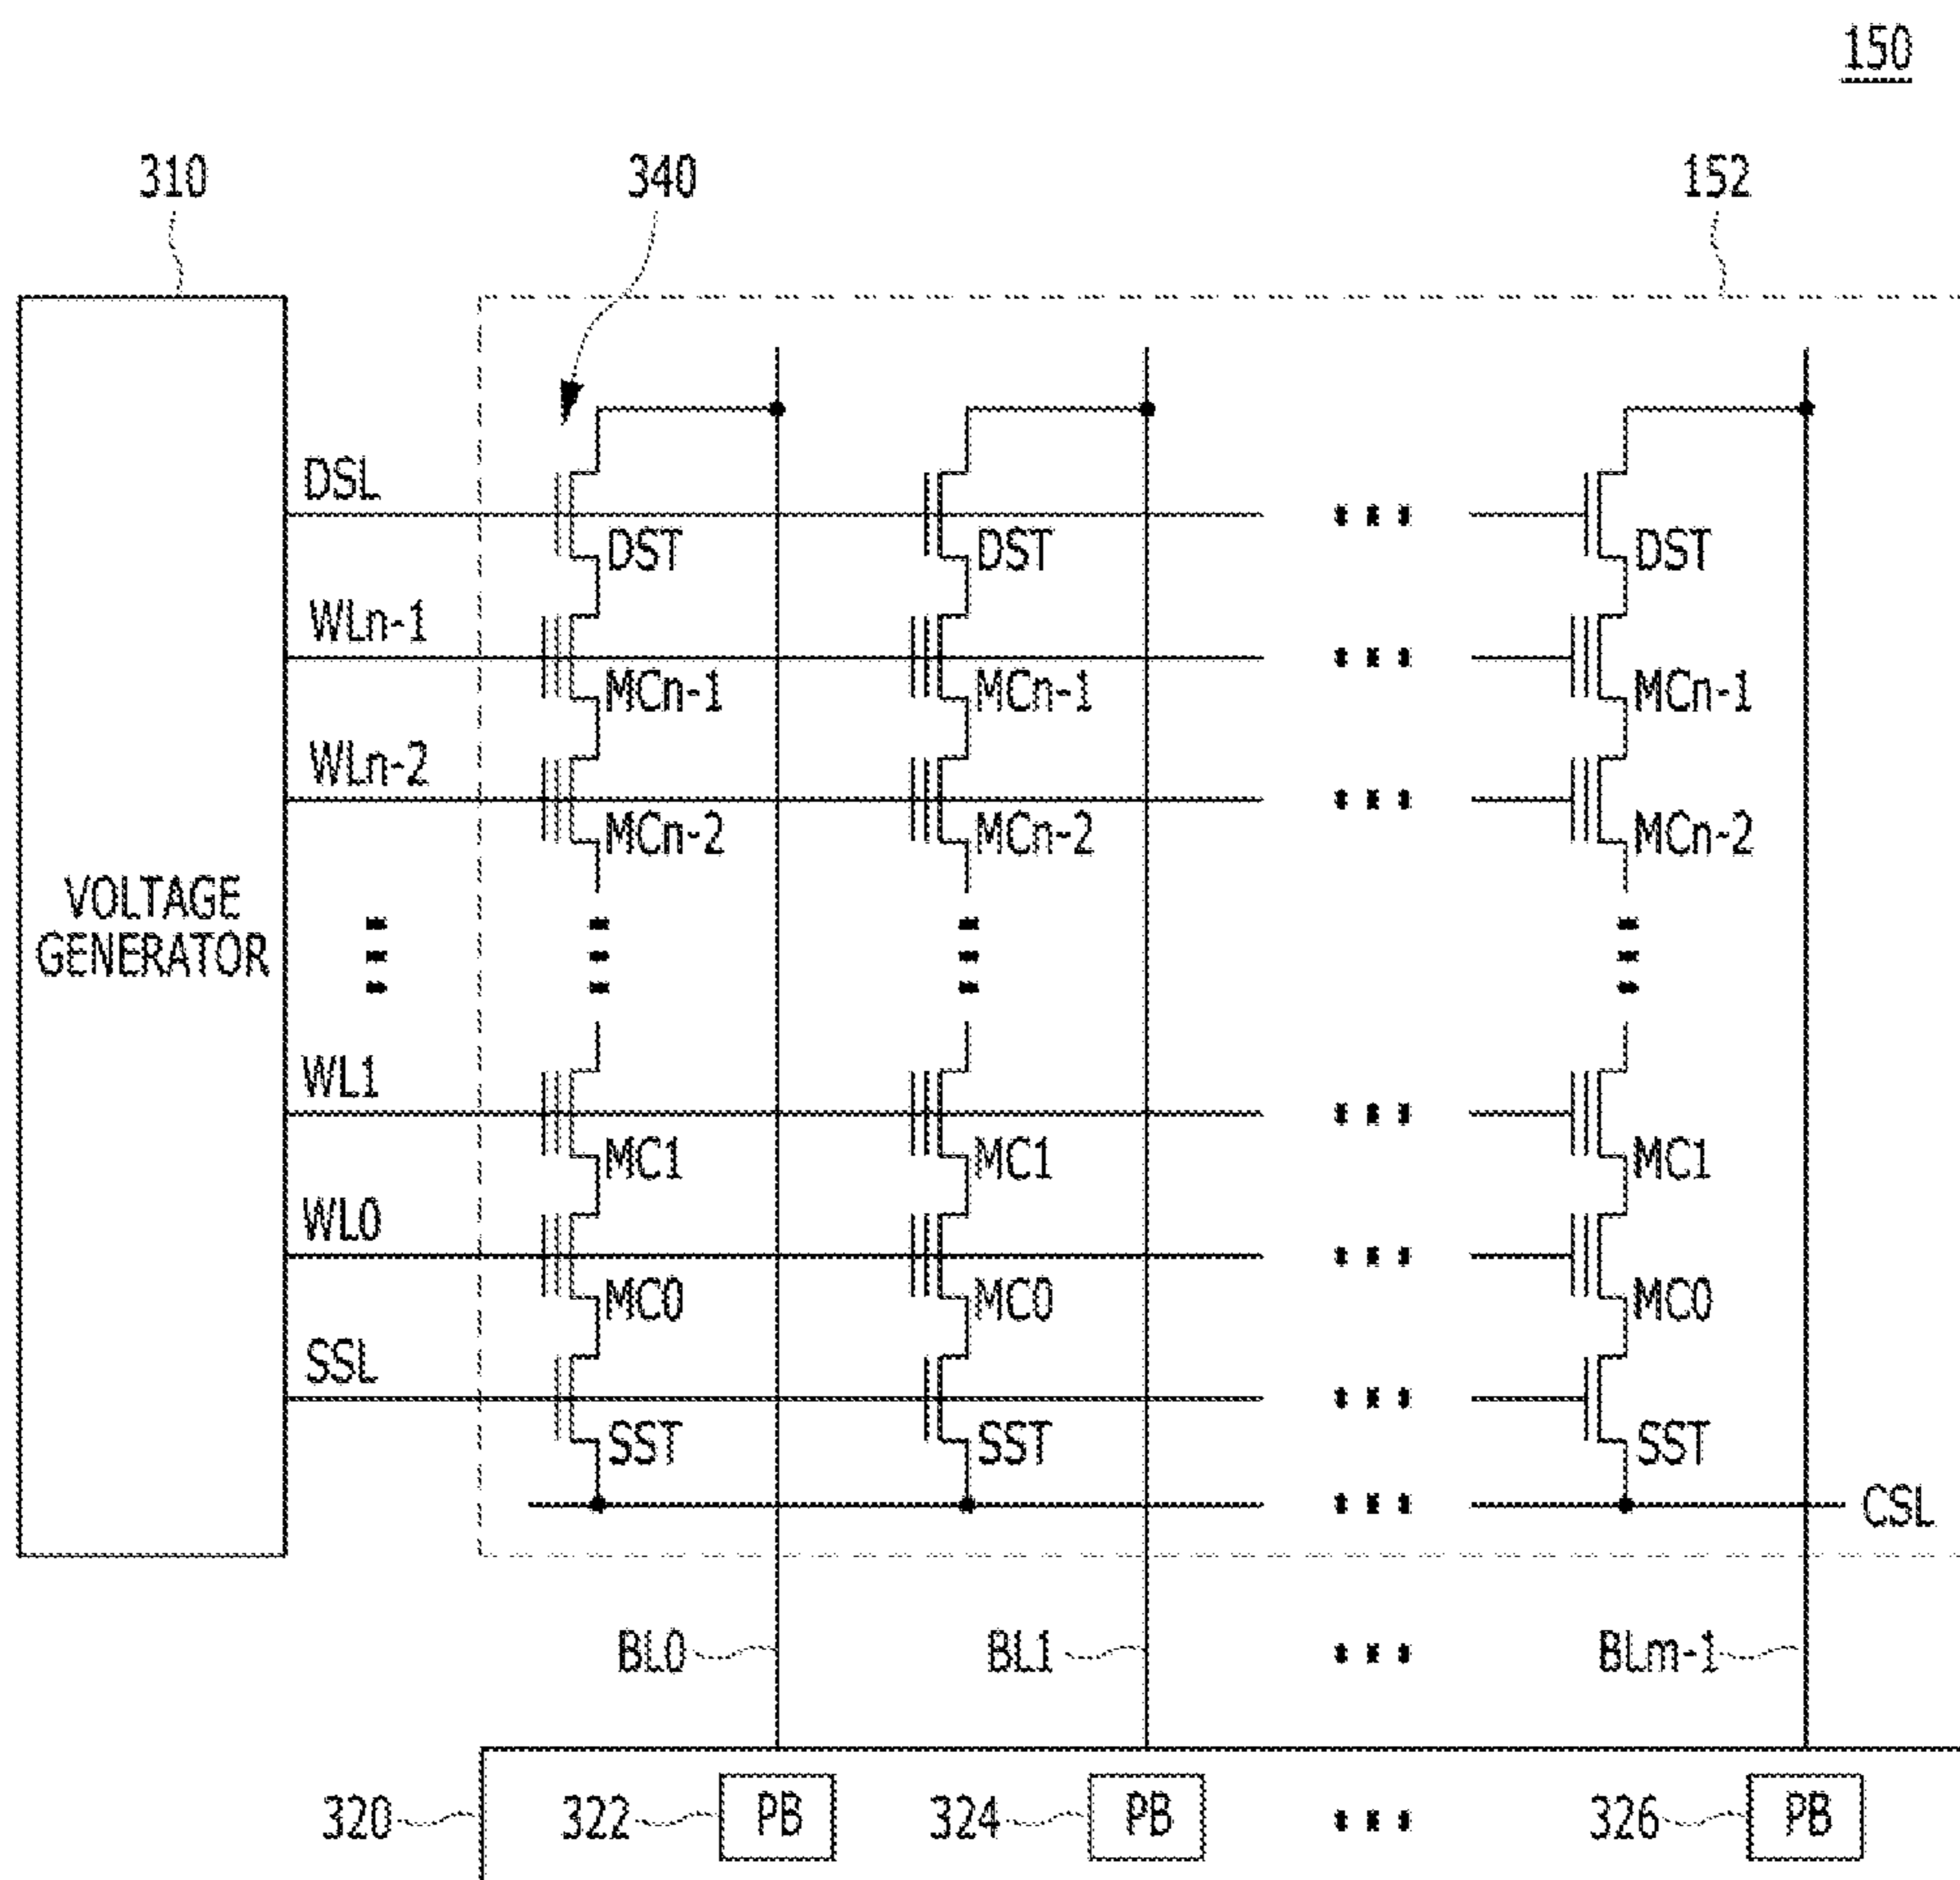 150
310 340 152
DSL
DST DST DST
WLn-1
MCn-1 MCn-1 MCn-1
WLn-2
MCn-2 MCn-2 MCn-2
VOLTAGE
GENERATOR
WL1
MC1 MC1 MC1
WL0
MC0 MC0 MC0
SSL
SST SST SST
CSL
BL0 BL1 BLm-1
320 322 PB 324 PB 326 PB